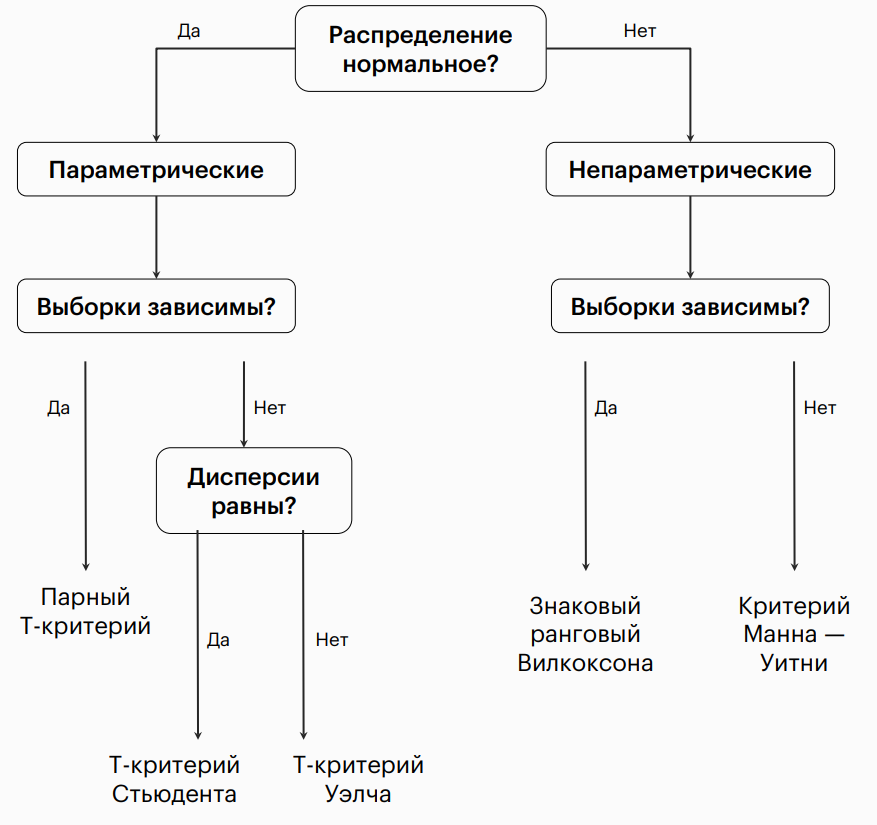 Да
Распределение
нормальное?
Нет
Параметрические
Непараметрические
Выборки зависимы?
Выборки зависимы?
Да
Нет
Да
Нет
Дисперсии
равны?
Парный
Т-критерий
Знаковый
ранговый
Вилкоксона
Критерий
Манна —
Уитни
Да
Нет
Т-критерий
Стьюдента
Т-критерий
Уэлча